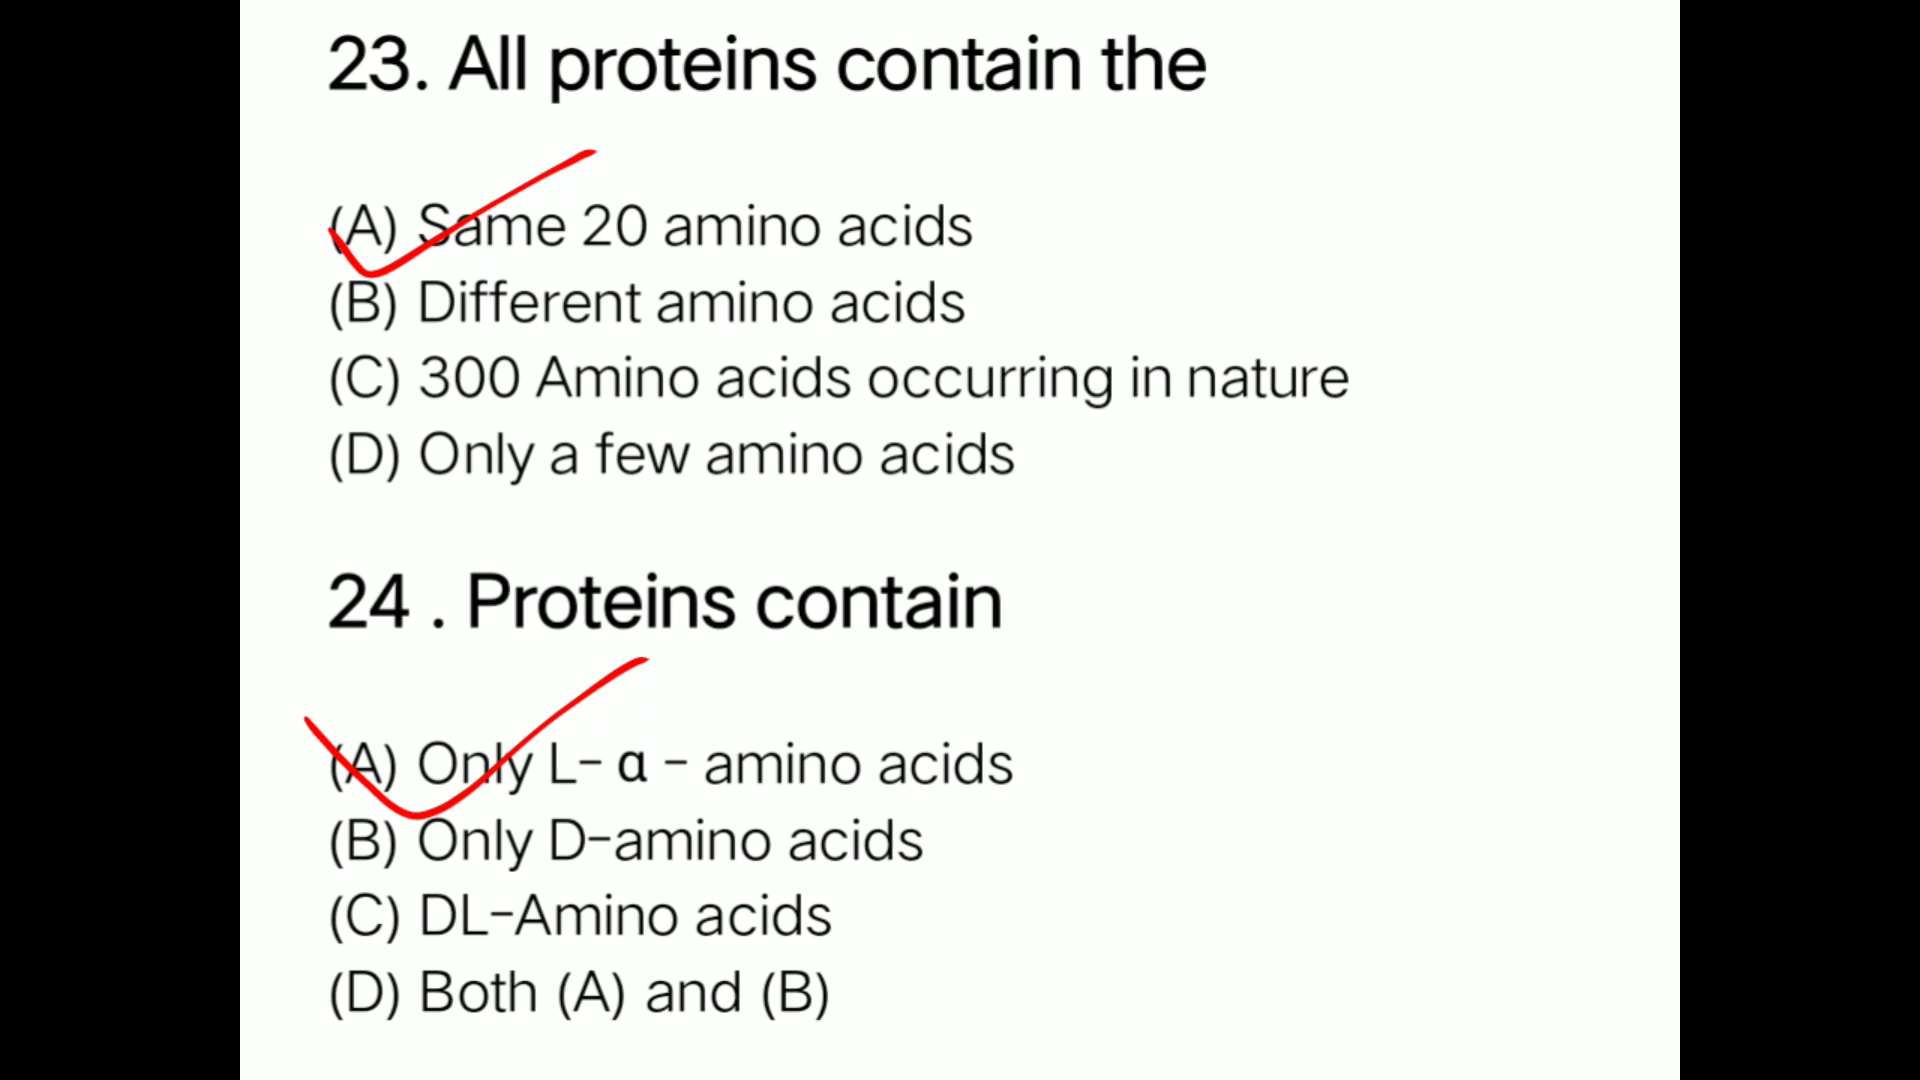 23. All proteins contain the
(A) Same 20 amino acids
(B) Different amino acids
(C) 300 Amino acids occurring in nature
(D) Only a few amino acids
24 . Proteins contain
(A) Only L- α - amino acids
(B) Only D-amino acids
(C) DL-Amino acids
(D) Both (A) and (B)